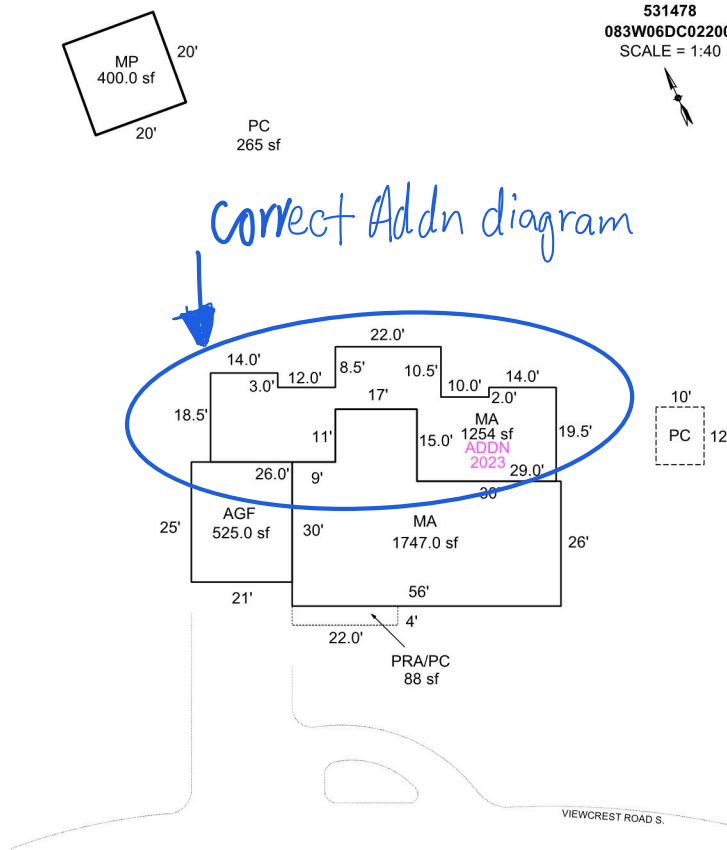 531478
083W06DC02200
SCALE = 1:40
MP
400.0 sf
20'
20'
PC
265 sf
correct Addn diagram
22.0'
14.0'
3.0'
12.0'
8.5'
10.5'
10.0'
14.0'
2.0'
17'
18.5'
11'
15.0'
MA
1254 sf
ADDN
2023
19.5'
29.0'
30'
26.0'
9'
10'
PC
12
AGF
525.0 sf
25'
21'
30'
MA
1747.0 sf
26'
56'
4'
22.0'
PRA/PC
88 sf
VIEWCREST ROAD S.